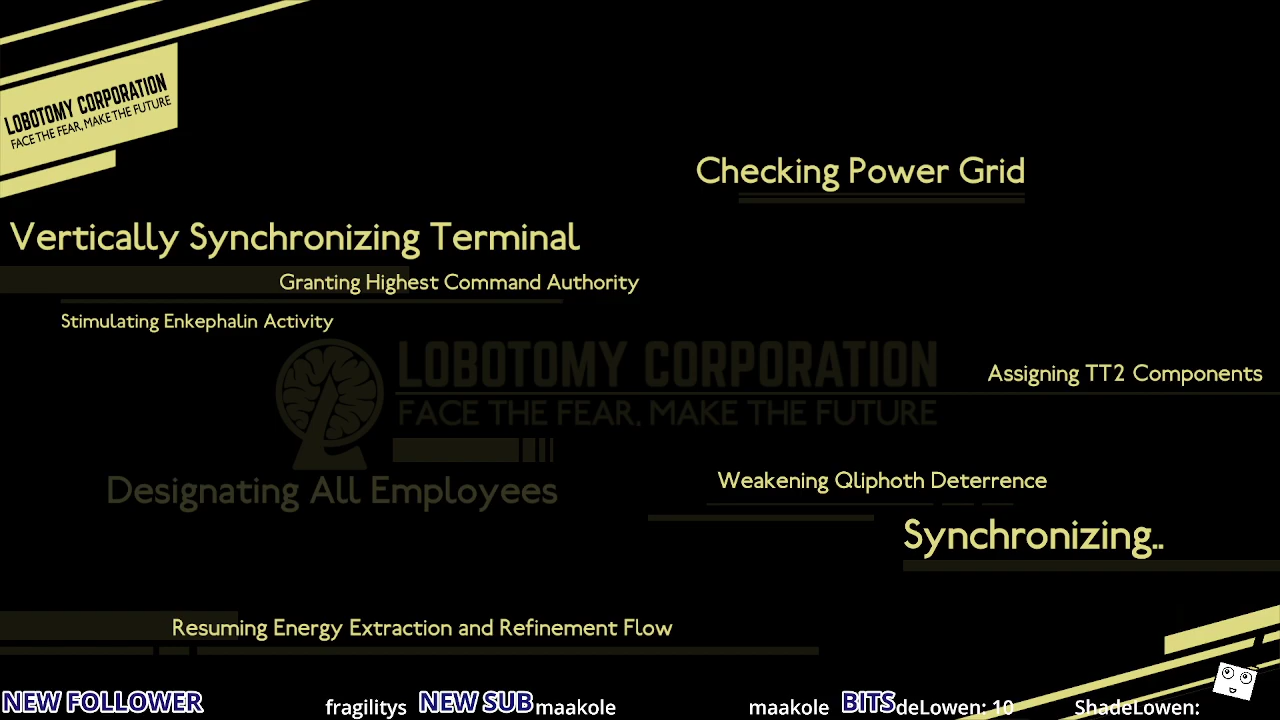 LOBOTOMY CORPORATION
FACE THE FEAR, MAKE THE FUTURE
Checking Power Grid
Vertically Synchronizing Terminal
Granting Highest Command Authority
Stimulating Enkephalin Activity
LOBOTOMY CORPORATION
FACE THE FEAR, MAKE THE FUTURE
Assigning TT2 Components
Designating All Employees
Weakening Qliphoth Deterrence
Synchronizing..
Resuming Energy Extraction and Refinement Flow
NEW FOLLOWER fragilitys NEW SUB maakole maakole BITS deLowen: 10 ShadeLowen: